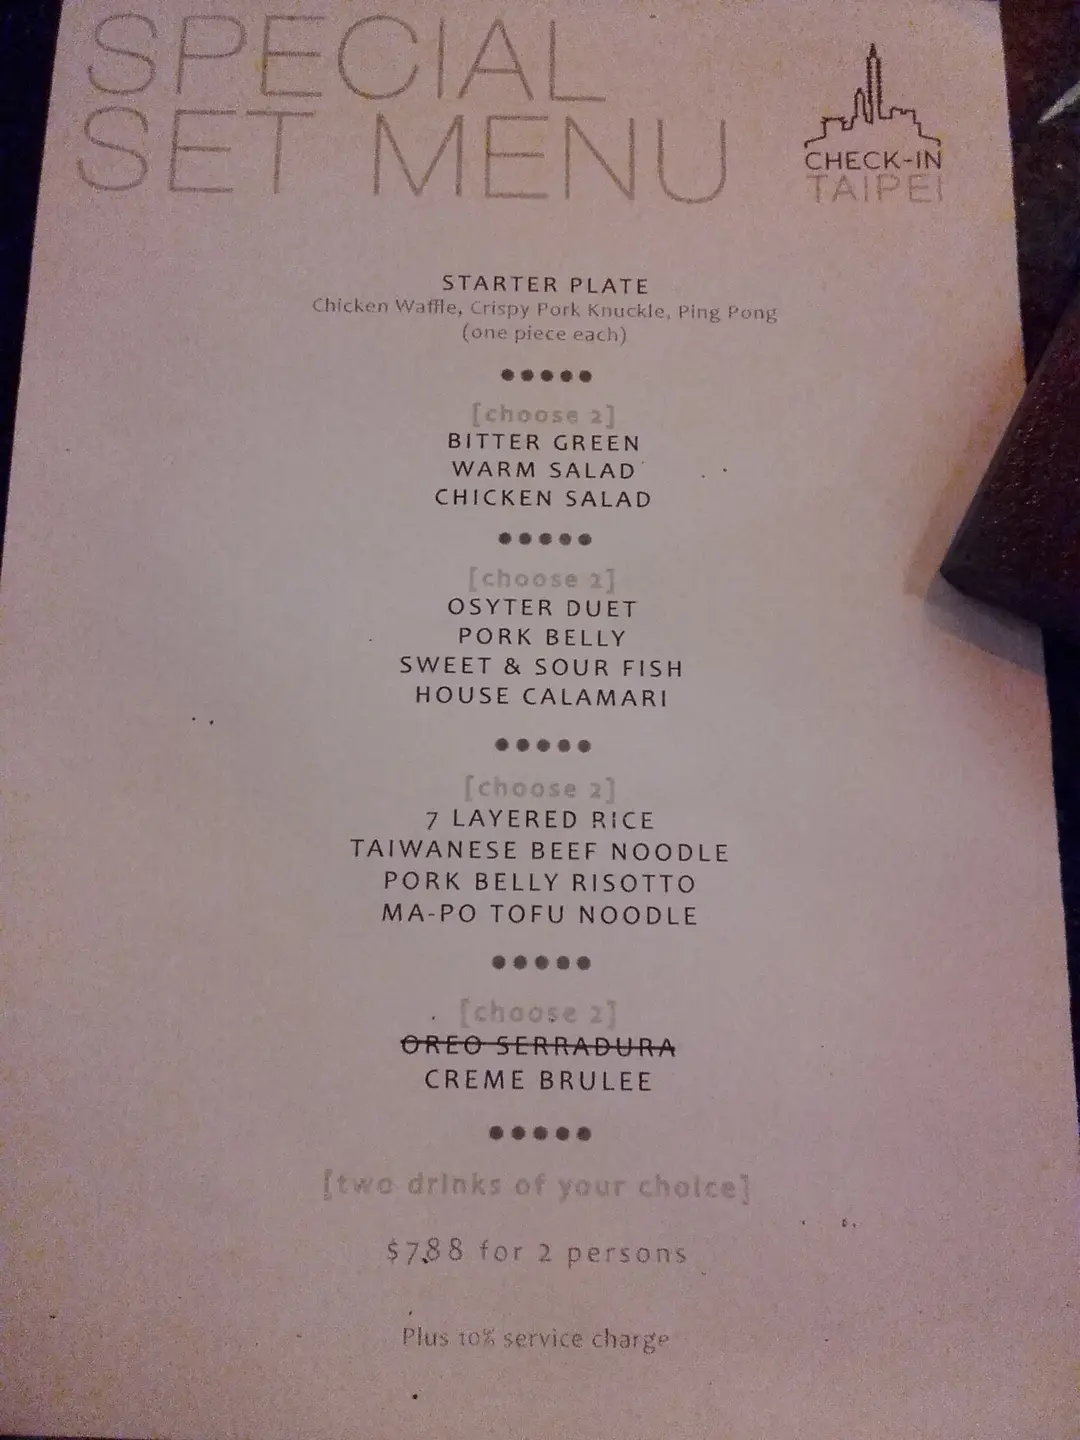 SPECIAL
SET MENU
CHECK-IN
TAIPEI
STARTER PLATE
Chicken Waffle, Crispy Pork Knuckle, Ping Pong
(one piece each)
[choose 2]
BITTER GREEN
WARM SALAD
CHICKEN SALAD
[choose 2]
OSYTER DUET
PORK BELLY
SWEET & SOUR FISH
HOUSE CALAMARI
[choose 2]
7 LAYERED RICE
TAIWANESE BEEF NOODLE
PORK BELLY RISOTTO
MA-PO TOFU NOODLE
[choose 2]
OREO SERRADURA
CREME BRULEE
[two drinks of your choice]
$788 for 2 persons
Plus 10% service charge